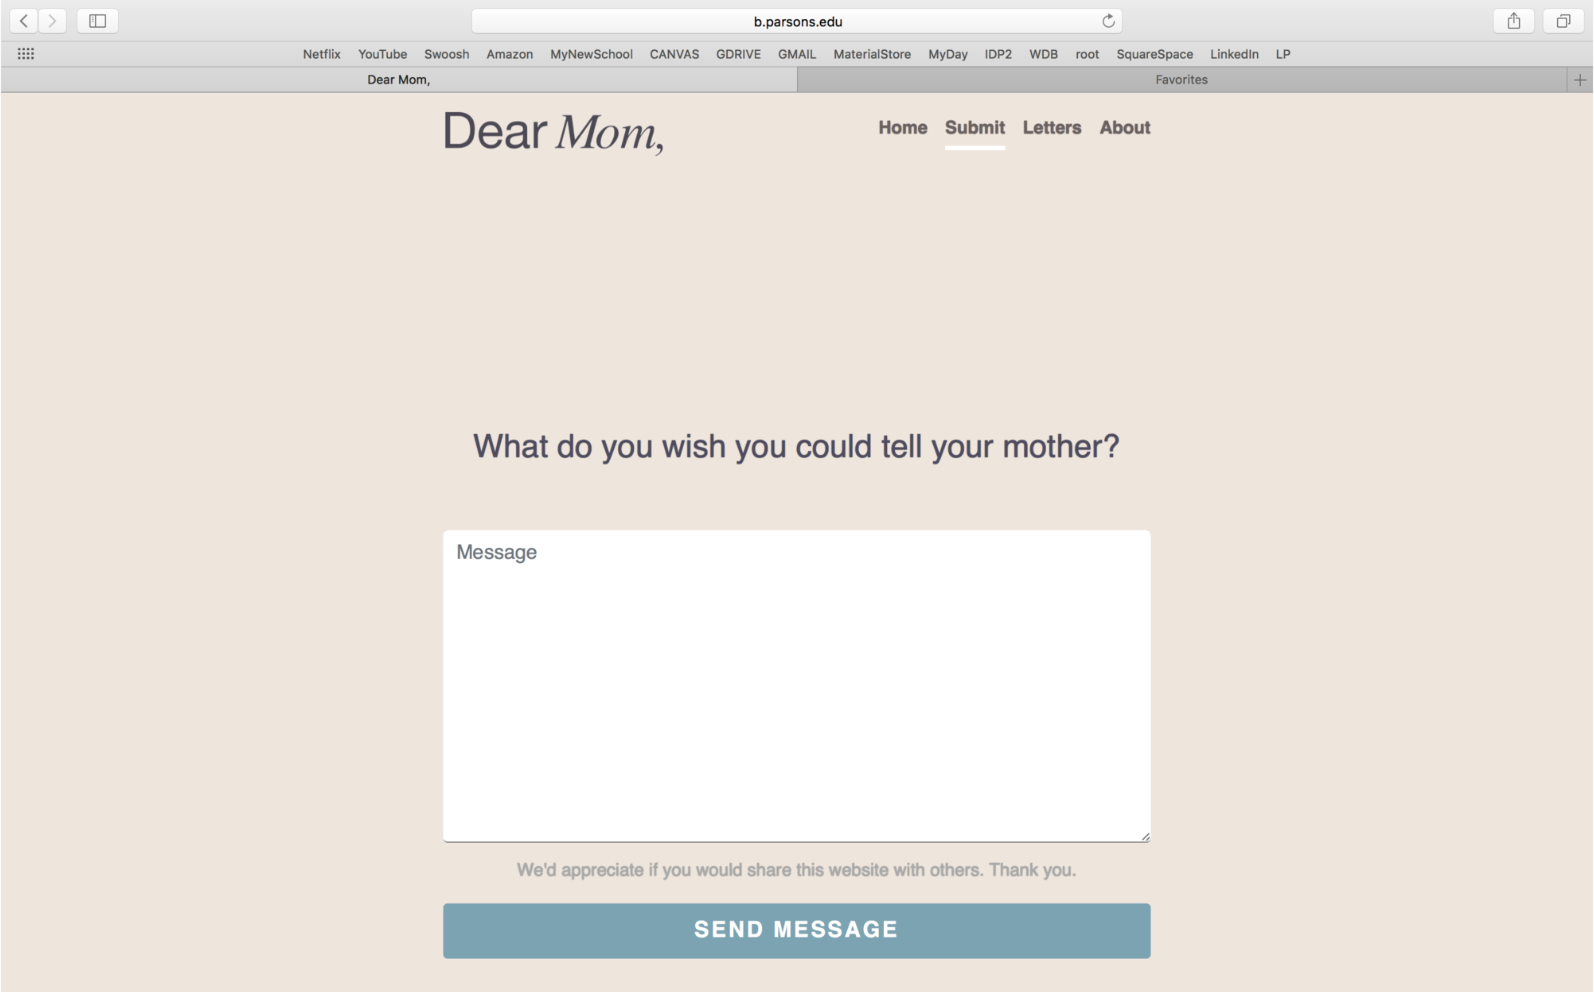 b.parsons.edu
Netflix YouTube Swoosh Amazon MyNewSchool CANVAS GDRIVE GMAIL MaterialStore MyDay IDP2 WDB root SquareSpace LinkedIn LP
Dear Mom, Favorites
Dear Mom, Home Submit Letters About
What do you wish you could tell your mother?
Message
We'd appreciate if you would share this website with others. Thank you.
SEND MESSAGE